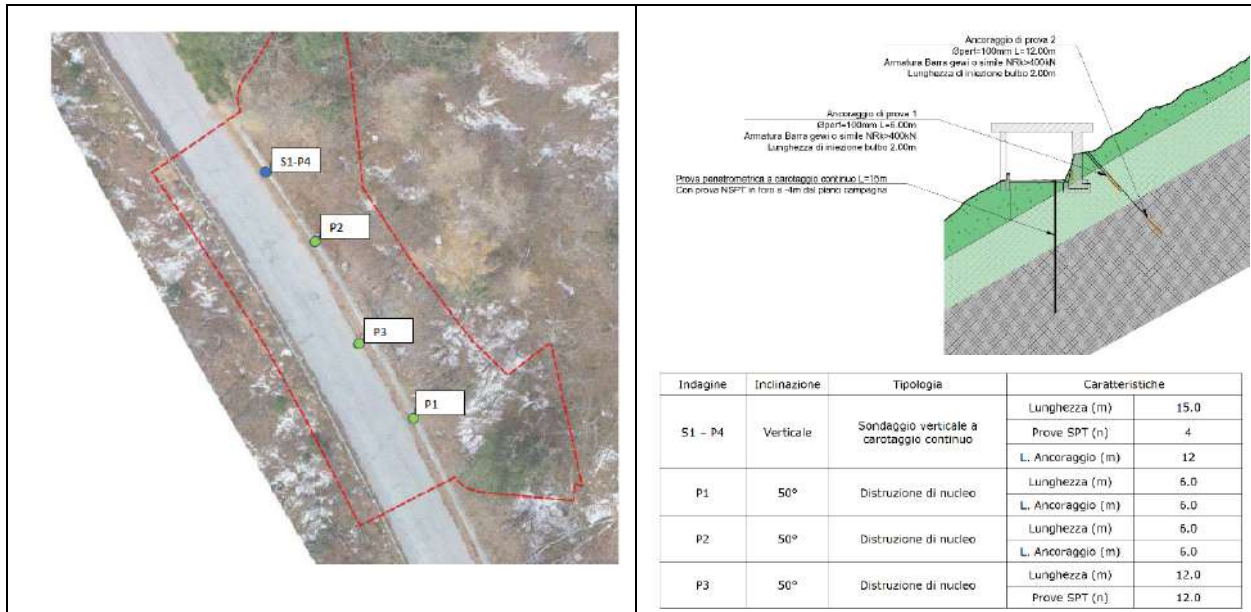 S1-P4
P2
P3
P1
Ancoraggio di prova 2
Øperf=100mm L=12.00m
Armatura Barra gewi o simile NRk>400kN
Lunghezza di iniezione bulbo 2.00m
Ancoraggio di prova 1
Øperf=100mm L=6.00m
Armatura Barra gewi o simile NRk>400kN
Lunghezza di iniezione bulbo 2.00m
Prova penetrometrica a carotaggio continuo L=15m
Con prova NSPT in foro a -4m dal piano campagna
Indagine Inclinazione Tipologia Caratteristiche
S1 – P4 Verticale Sondaggio verticale a carotaggio continuo Lunghezza (m) 15.0
Prove SPT (n) 4
L. Ancoraggio (m) 12
P1 50° Distruzione di nucleo Lunghezza (m) 6.0
L. Ancoraggio (m) 6.0
P2 50° Distruzione di nucleo Lunghezza (m) 6.0
L. Ancoraggio (m) 6.0
P3 50° Distruzione di nucleo Lunghezza (m) 12.0
Prove SPT (n) 12.0